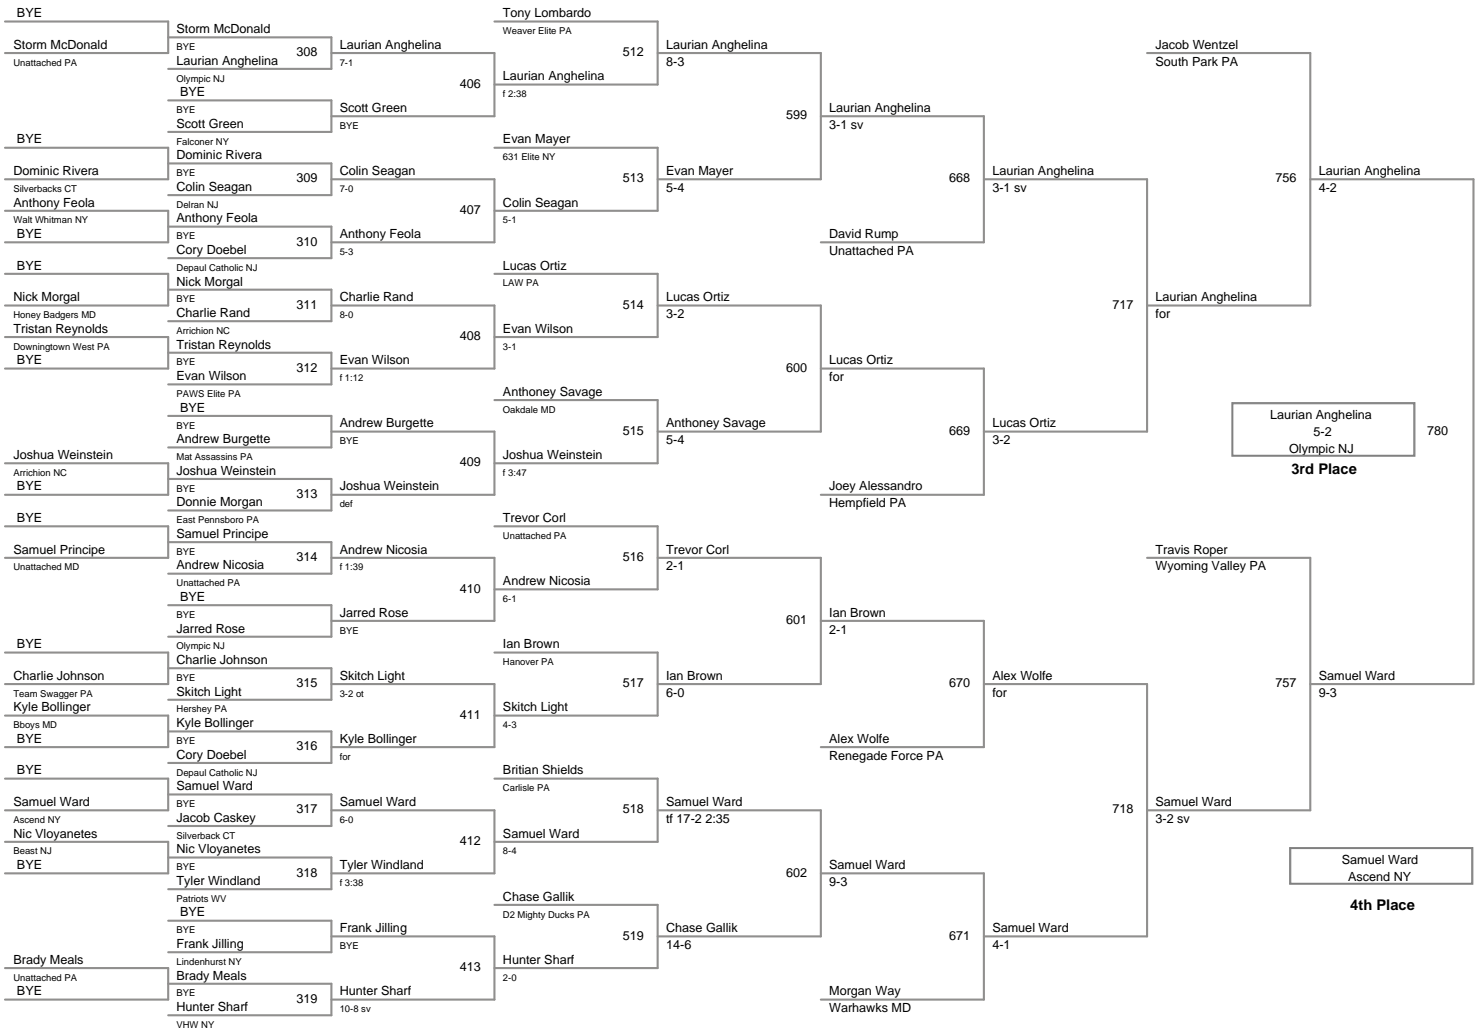 BYE
Storm McDonald
Unattached PA
BYE
Dominic Rivera
Silverbacks CT
Anthony Feola
Walt Whitman NY
BYE
BYE
Nick Morgal
Honey Badgers MD
Tristan Reynolds
Downingtown West PA
BYE
Joshua Weinstein
Arrichion NC
BYE
BYE
Samuel Principe
Unattached MD
BYE
Charlie Johnson
Team Swagger PA
Kyle Bollinger
Bboys MD
BYE
BYE
Samuel Ward
Ascend NY
Nic Vloyanetes
Beast NJ
BYE
Brady Meals
Unattached PA
BYE
Storm McDonald
BYE
308
Laurian Anghelina
Olympic NJ
BYE
BYE
Scott Green
Falconer NY
Dominic Rivera
BYE
309
Colin Seagan
Delran NJ
Anthony Feola
BYE
310
Cory Doebel
Depaul Catholic NJ
Nick Morgal
BYE
311
Charlie Rand
Arrichion NC
Tristan Reynolds
BYE
312
Evan Wilson
PAWS Elite PA
BYE
BYE
Andrew Burgette
Mat Assassins PA
Joshua Weinstein
BYE
313
Donnie Morgan
East Pennsboro PA
Samuel Principe
BYE
314
Andrew Nicosia
Unattached PA
BYE
BYE
Jarred Rose
Olympic NJ
Charlie Johnson
BYE
315
Skitch Light
Hershey PA
Kyle Bollinger
BYE
316
Cory Doebel
Depaul Catholic NJ
Samuel Ward
BYE
317
Jacob Caskey
Silverback CT
Nic Vloyanetes
BYE
318
Tyler Windland
Patriots WV
BYE
BYE
Frank Jilling
Lindenhurst NY
Brady Meals
BYE
319
Hunter Sharf
VHW NY
Laurian Anghelina
7-1
406
Scott Green
BYE
Colin Seagan
7-0
407
Anthony Feola
5-3
Charlie Rand
8-0
408
Evan Wilson
f 1:12
Andrew Burgette
BYE
409
Joshua Weinstein
def
Andrew Nicosia
f 1:39
410
Jarred Rose
BYE
Skitch Light
3-2 ot
411
Kyle Bollinger
for
Samuel Ward
6-0
412
Tyler Windland
f 3:38
Frank Jilling
BYE
413
Hunter Sharf
10-8 sv
Tony Lombardo
Weaver Elite PA
512
Laurian Anghelina
f 2:38
Evan Mayer
631 Elite NY
513
Colin Seagan
5-1
Lucas Ortiz
LAW PA
514
Evan Wilson
3-1
Anthoney Savage
Oakdale MD
515
Joshua Weinstein
f 3:47
Trevor Corl
Unattached PA
516
Andrew Nicosia
6-1
Ian Brown
Hanover PA
517
Skitch Light
4-3
Britian Shields
Carlisle PA
518
Samuel Ward
8-4
Chase Gallik
D2 Mighty Ducks PA
519
Hunter Sharf
2-0
Laurian Anghelina
8-3
599
Evan Mayer
5-4
Lucas Ortiz
3-2
600
Anthoney Savage
5-4
Trevor Corl
2-1
601
Ian Brown
6-0
Samuel Ward
tf 17-2 2:35
602
Chase Gallik
14-6
Laurian Anghelina
3-1 sv
668
David Rump
Unattached PA
Lucas Ortiz
for
669
Joey Alessandro
Hempfield PA
Ian Brown
2-1
670
Alex Wolfe
Renegade Force PA
Samuel Ward
9-3
671
Morgan Way
Warhawks MD
Laurian Anghelina
3-1 sv
717
Lucas Ortiz
3-2
Alex Wolfe
for
718
Samuel Ward
4-1
Jacob Wentzel
South Park PA
756
Laurian Anghelina
for
Travis Roper
Wyoming Valley PA
757
Samuel Ward
3-2 sv
Laurian Anghelina
4-2
780
Samuel Ward
9-3
Laurian Anghelina
5-2
Olympic NJ
3rd Place
Samuel Ward
Ascend NY
4th Place